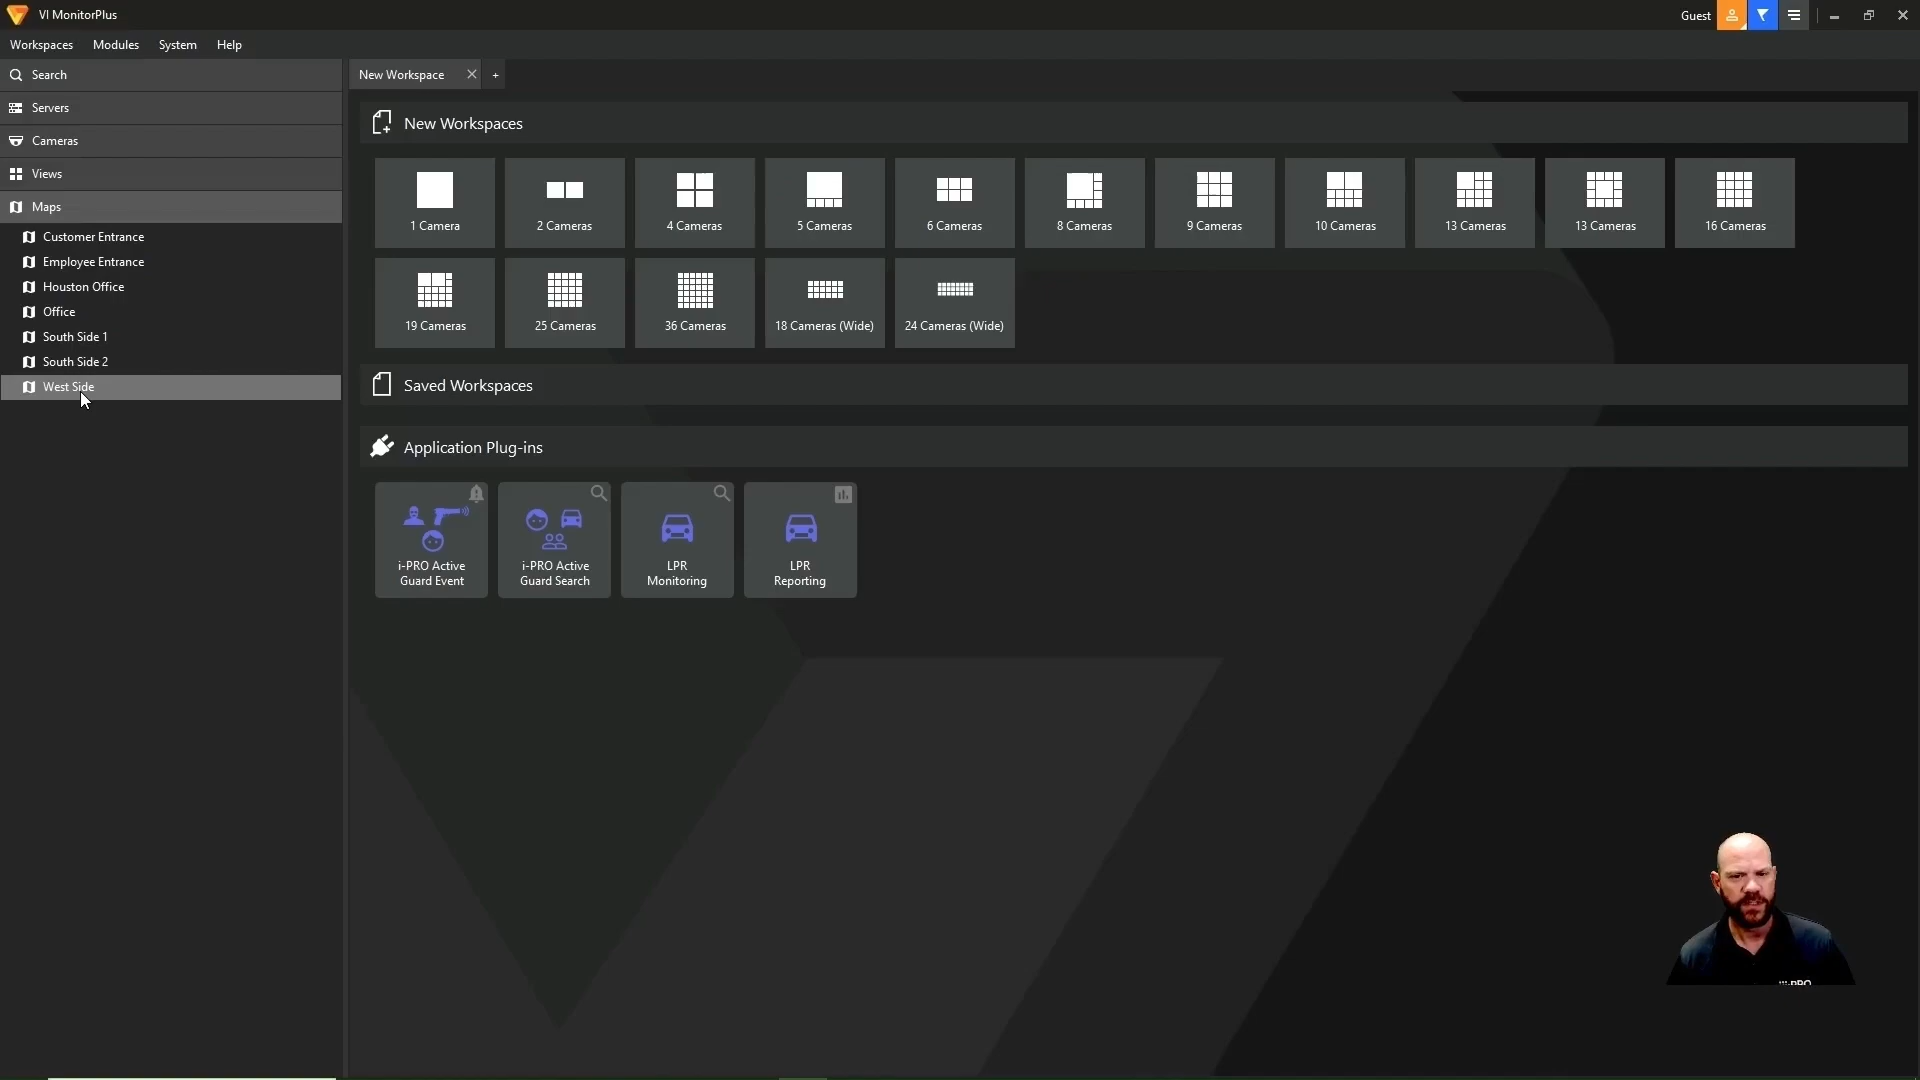 VI MonitorPlus
Guest
Workspaces Modules System Help
Search
Servers
Cameras
Views
Maps
Customer Entrance
Employee Entrance
Houston Office
Office
South Side 1
South Side 2
West Side
New Workspace
+
New Workspaces
1 Camera
2 Cameras
4 Cameras
5 Cameras
6 Cameras
8 Cameras
9 Cameras
10 Cameras
13 Cameras
13 Cameras
16 Cameras
19 Cameras
25 Cameras
36 Cameras
18 Cameras (Wide)
24 Cameras (Wide)
Saved Workspaces
Application Plug-ins
i-PRO Active
Guard Event
i-PRO Active
Guard Search
LPR
Monitoring
LPR
Reporting